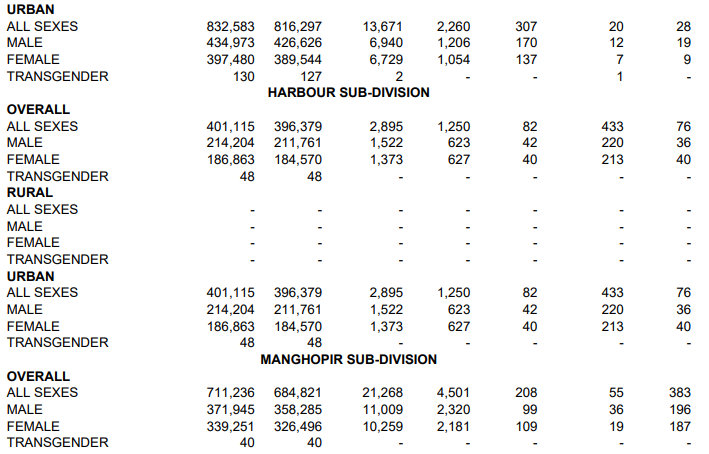 URBAN
ALL SEXES 832,583 816,297 13,671 2,260 307 20 28
MALE 434,973 426,626 6,940 1,206 170 12 19
FEMALE 397,480 389,544 6,729 1,054 137 7 9
TRANSGENDER 130 127 2 - - 1 -
HARBOUR SUB-DIVISION
OVERALL
ALL SEXES 401,115 396,379 2,895 1,250 82 433 76
MALE 214,204 211,761 1,522 623 42 220 36
FEMALE 186,863 184,570 1,373 627 40 213 40
TRANSGENDER 48 48 - - - - -
RURAL
ALL SEXES - - - - - - -
MALE - - - - - - -
FEMALE - - - - - - -
TRANSGENDER - - - - - - -
URBAN
ALL SEXES 401,115 396,379 2,895 1,250 82 433 76
MALE 214,204 211,761 1,522 623 42 220 36
FEMALE 186,863 184,570 1,373 627 40 213 40
TRANSGENDER 48 48 - - - - -
MANGHOPIR SUB-DIVISION
OVERALL
ALL SEXES 711,236 684,821 21,268 4,501 208 55 383
MALE 371,945 358,285 11,009 2,320 99 36 196
FEMALE 339,251 326,496 10,259 2,181 109 19 187
TRANSGENDER 40 40 - - - - -